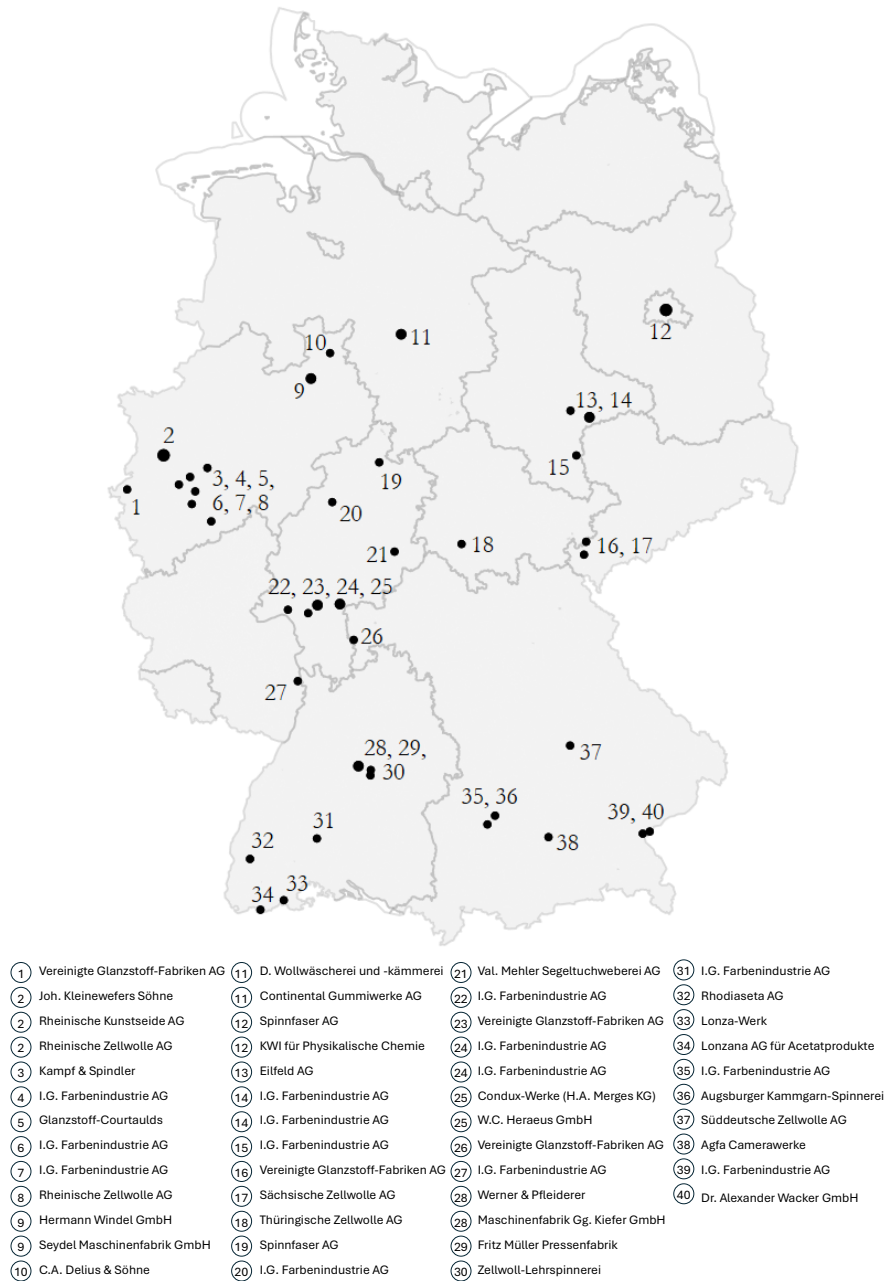 12
10
11
9
13, 14
2
15
19
3, 4, 5,
1
6, 7, 8
20
18
16, 17
21
22, 23, 24, 25
26
27
28, 29,
37
30
35, 36
39, 40
31
38
32
33
34
1 Vereinigte Glanzstoff-Fabriken AG
2 Joh. Kleinewefers Söhne
2 Rheinische Kunstseide AG
2 Rheinische Zellwolle AG
3 Kampf & Spindler
4 I.G. Farbenindustrie AG
5 Glanzstoff-Courtaulds
6 I.G. Farbenindustrie AG
7 I.G. Farbenindustrie AG
8 Rheinische Zellwolle AG
9 Hermann Windel GmbH
9 Seydel Maschinenfabrik GmbH
10 C.A. Delius & Söhne
11 D. Wollwäscherei und -kämmerei
11 Continental Gummiwerke AG
12 Spinnfaser AG
12 KWI für Physikalische Chemie
13 Eilfeld AG
14 I.G. Farbenindustrie AG
14 I.G. Farbenindustrie AG
15 I.G. Farbenindustrie AG
16 Vereinigte Glanzstoff-Fabriken AG
17 Sächsische Zellwolle AG
18 Thüringische Zellwolle AG
19 Spinnfaser AG
20 I.G. Farbenindustrie AG
21 Val. Mehler Segeltuchweberei AG
22 I.G. Farbenindustrie AG
23 Vereinigte Glanzstoff-Fabriken AG
24 I.G. Farbenindustrie AG
24 I.G. Farbenindustrie AG
25 Condux-Werke (H.A. Merges KG)
25 W.C. Heraeus GmbH
26 Vereinigte Glanzstoff-Fabriken AG
27 I.G. Farbenindustrie AG
28 Werner & Pfleiderer
28 Maschinenfabrik Gg. Kiefer GmbH
29 Fritz Müller Pressenfabrik
30 Zellwoll-Lehrspinnerei
31 I.G. Farbenindustrie AG
32 Rhodiaseta AG
33 Lonza-Werk
34 Lonzana AG für Acetatprodukte
35 I.G. Farbenindustrie AG
36 Augsburger Kammgarn-Spinnerei
37 Süddeutsche Zellwolle AG
38 Agfa Camerawerke
39 I.G. Farbenindustrie AG
40 Dr. Alexander Wacker GmbH